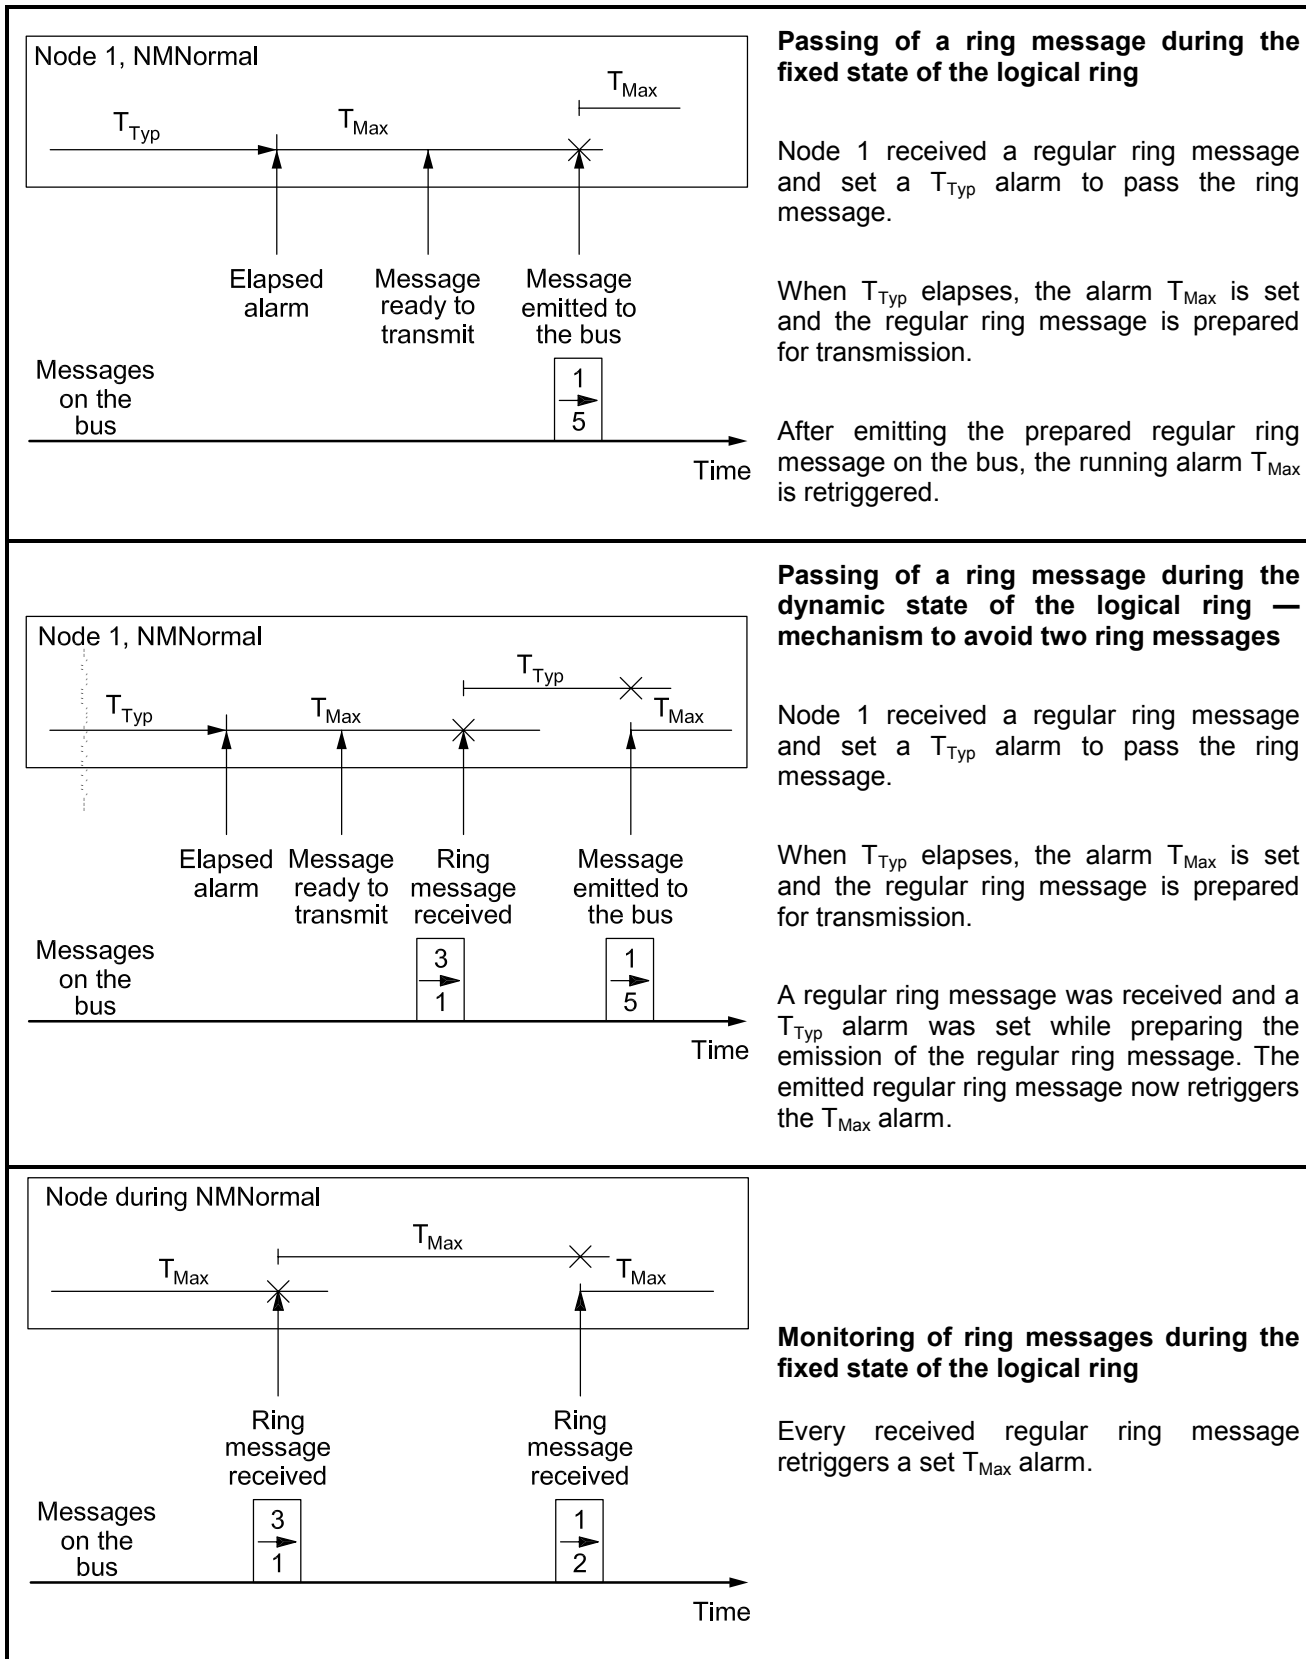 Node 1, NMNormal
TTyp
TMax
TMax
Elapsed
alarm
Message
ready to
transmit
Message
emitted to
the bus
Messages
on the
bus
1
5
Time
Passing of a ring message during the
fixed state of the logical ring
Node 1 received a regular ring message
and set a TTyp alarm to pass the ring
message.
When TTyp elapses, the alarm TMax is set
and the regular ring message is prepared
for transmission.
After emitting the prepared regular ring
message on the bus, the running alarm TMax
is retriggered.
Node 1, NMNormal
TTyp
TMax
TTyp
TMax
Elapsed
alarm
Message
ready to
transmit
Ring
message
received
Message
emitted to
the bus
Messages
on the
bus
3
1
1
5
Time
Passing of a ring message during the
dynamic state of the logical ring —
mechanism to avoid two ring messages
Node 1 received a regular ring message
and set a TTyp alarm to pass the ring
message.
When TTyp elapses, the alarm TMax is set
and the regular ring message is prepared
for transmission.
A regular ring message was received and a
TTyp alarm was set while preparing the
emission of the regular ring message. The
emitted regular ring message now retriggers
the TMax alarm.
Node during NMNormal
TMax
TMax
TMax
Ring
message
received
Ring
message
received
Messages
on the
bus
3
1
1
2
Time
Monitoring of ring messages during the
fixed state of the logical ring
Every received regular ring message
retriggers a set TMax alarm.